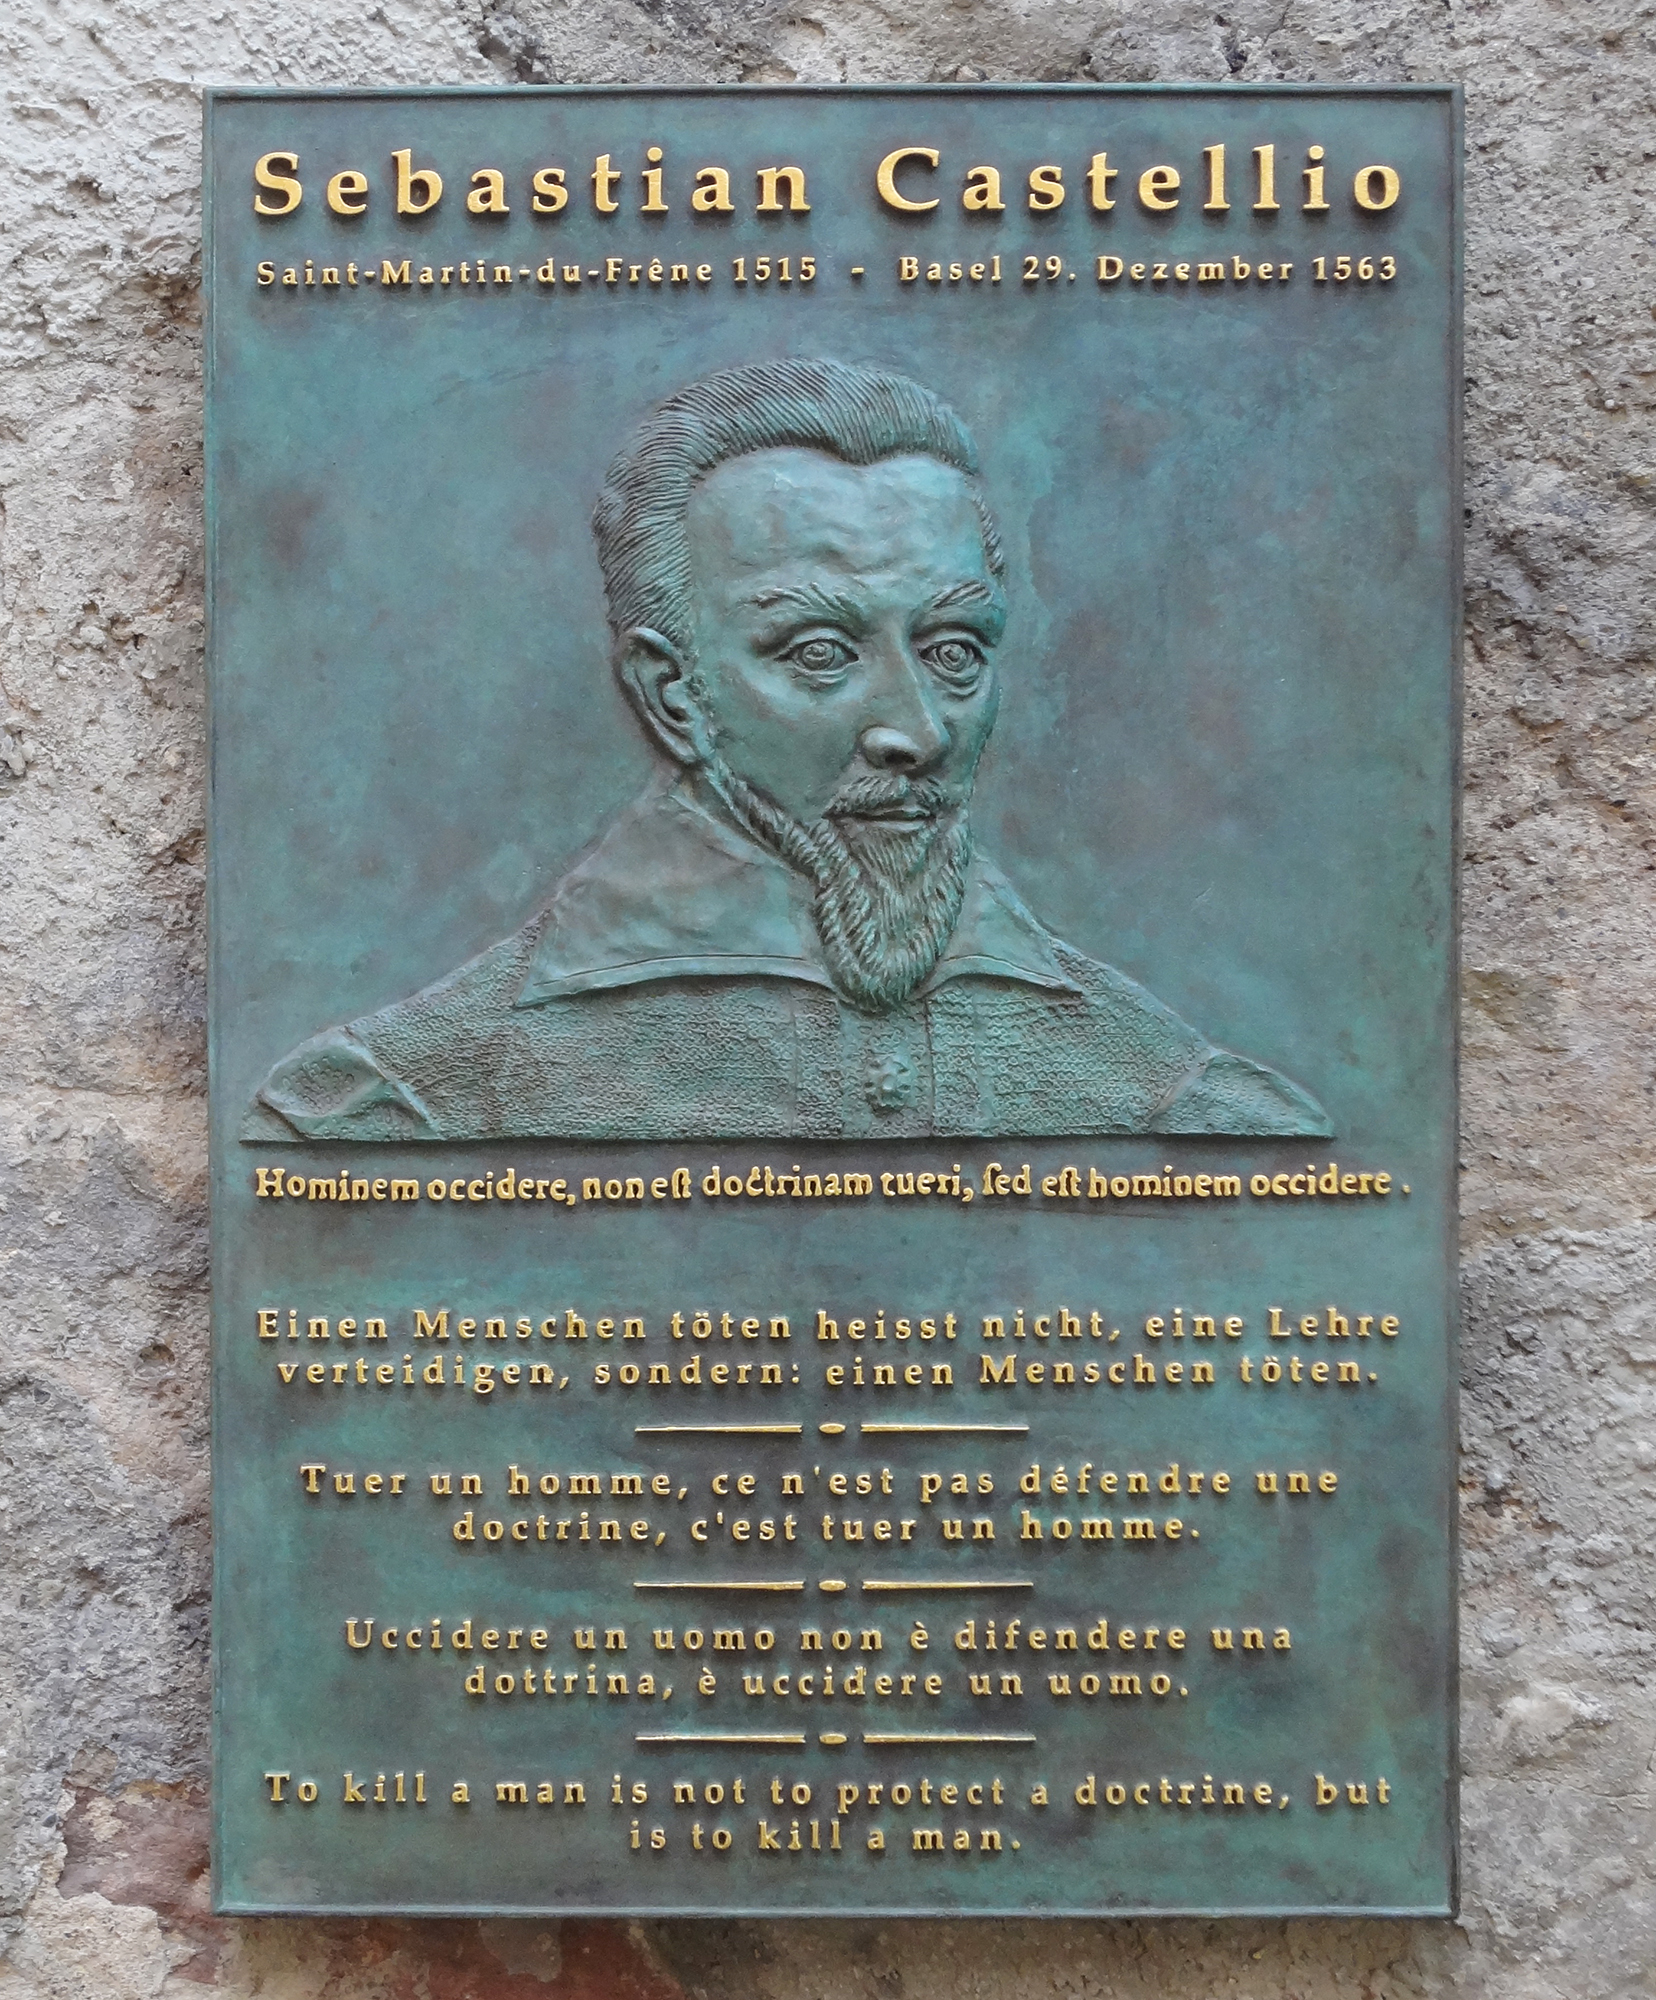 Sebastian Castellio
Saint-Martin-du-Frêne 1515 - Basel 29. Dezember 1563
Hominem occidere, non eſt doctrinam tueri, ſed eſt hominem occidere.
Einen Menschen töten heisst nicht, eine Lehre
verteidigen, sondern: einen Menschen töten.
Tuer un homme, ce n'est pas défendre une
doctrine, c'est tuer un homme.
Uccidere un uomo non è difendere una
dottrina, è uccidere un uomo.
To kill a man is not to protect a doctrine, but
is to kill a man.